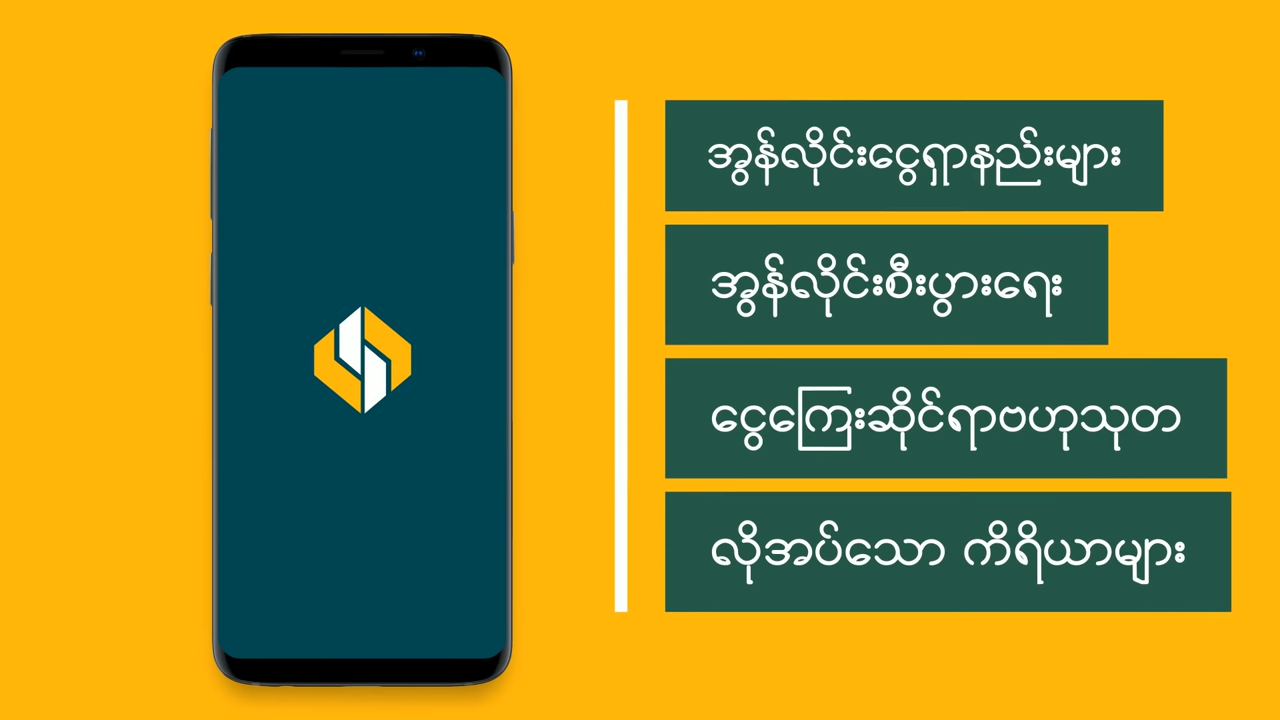 အွန်လိုင်းငွေရှာနည်းများ
အွန်လိုင်းစီးပွားရေး
ငွေကြေးဆိုင်ရာဗဟုသုတ
လိုအပ်သော ကိရိယာများ